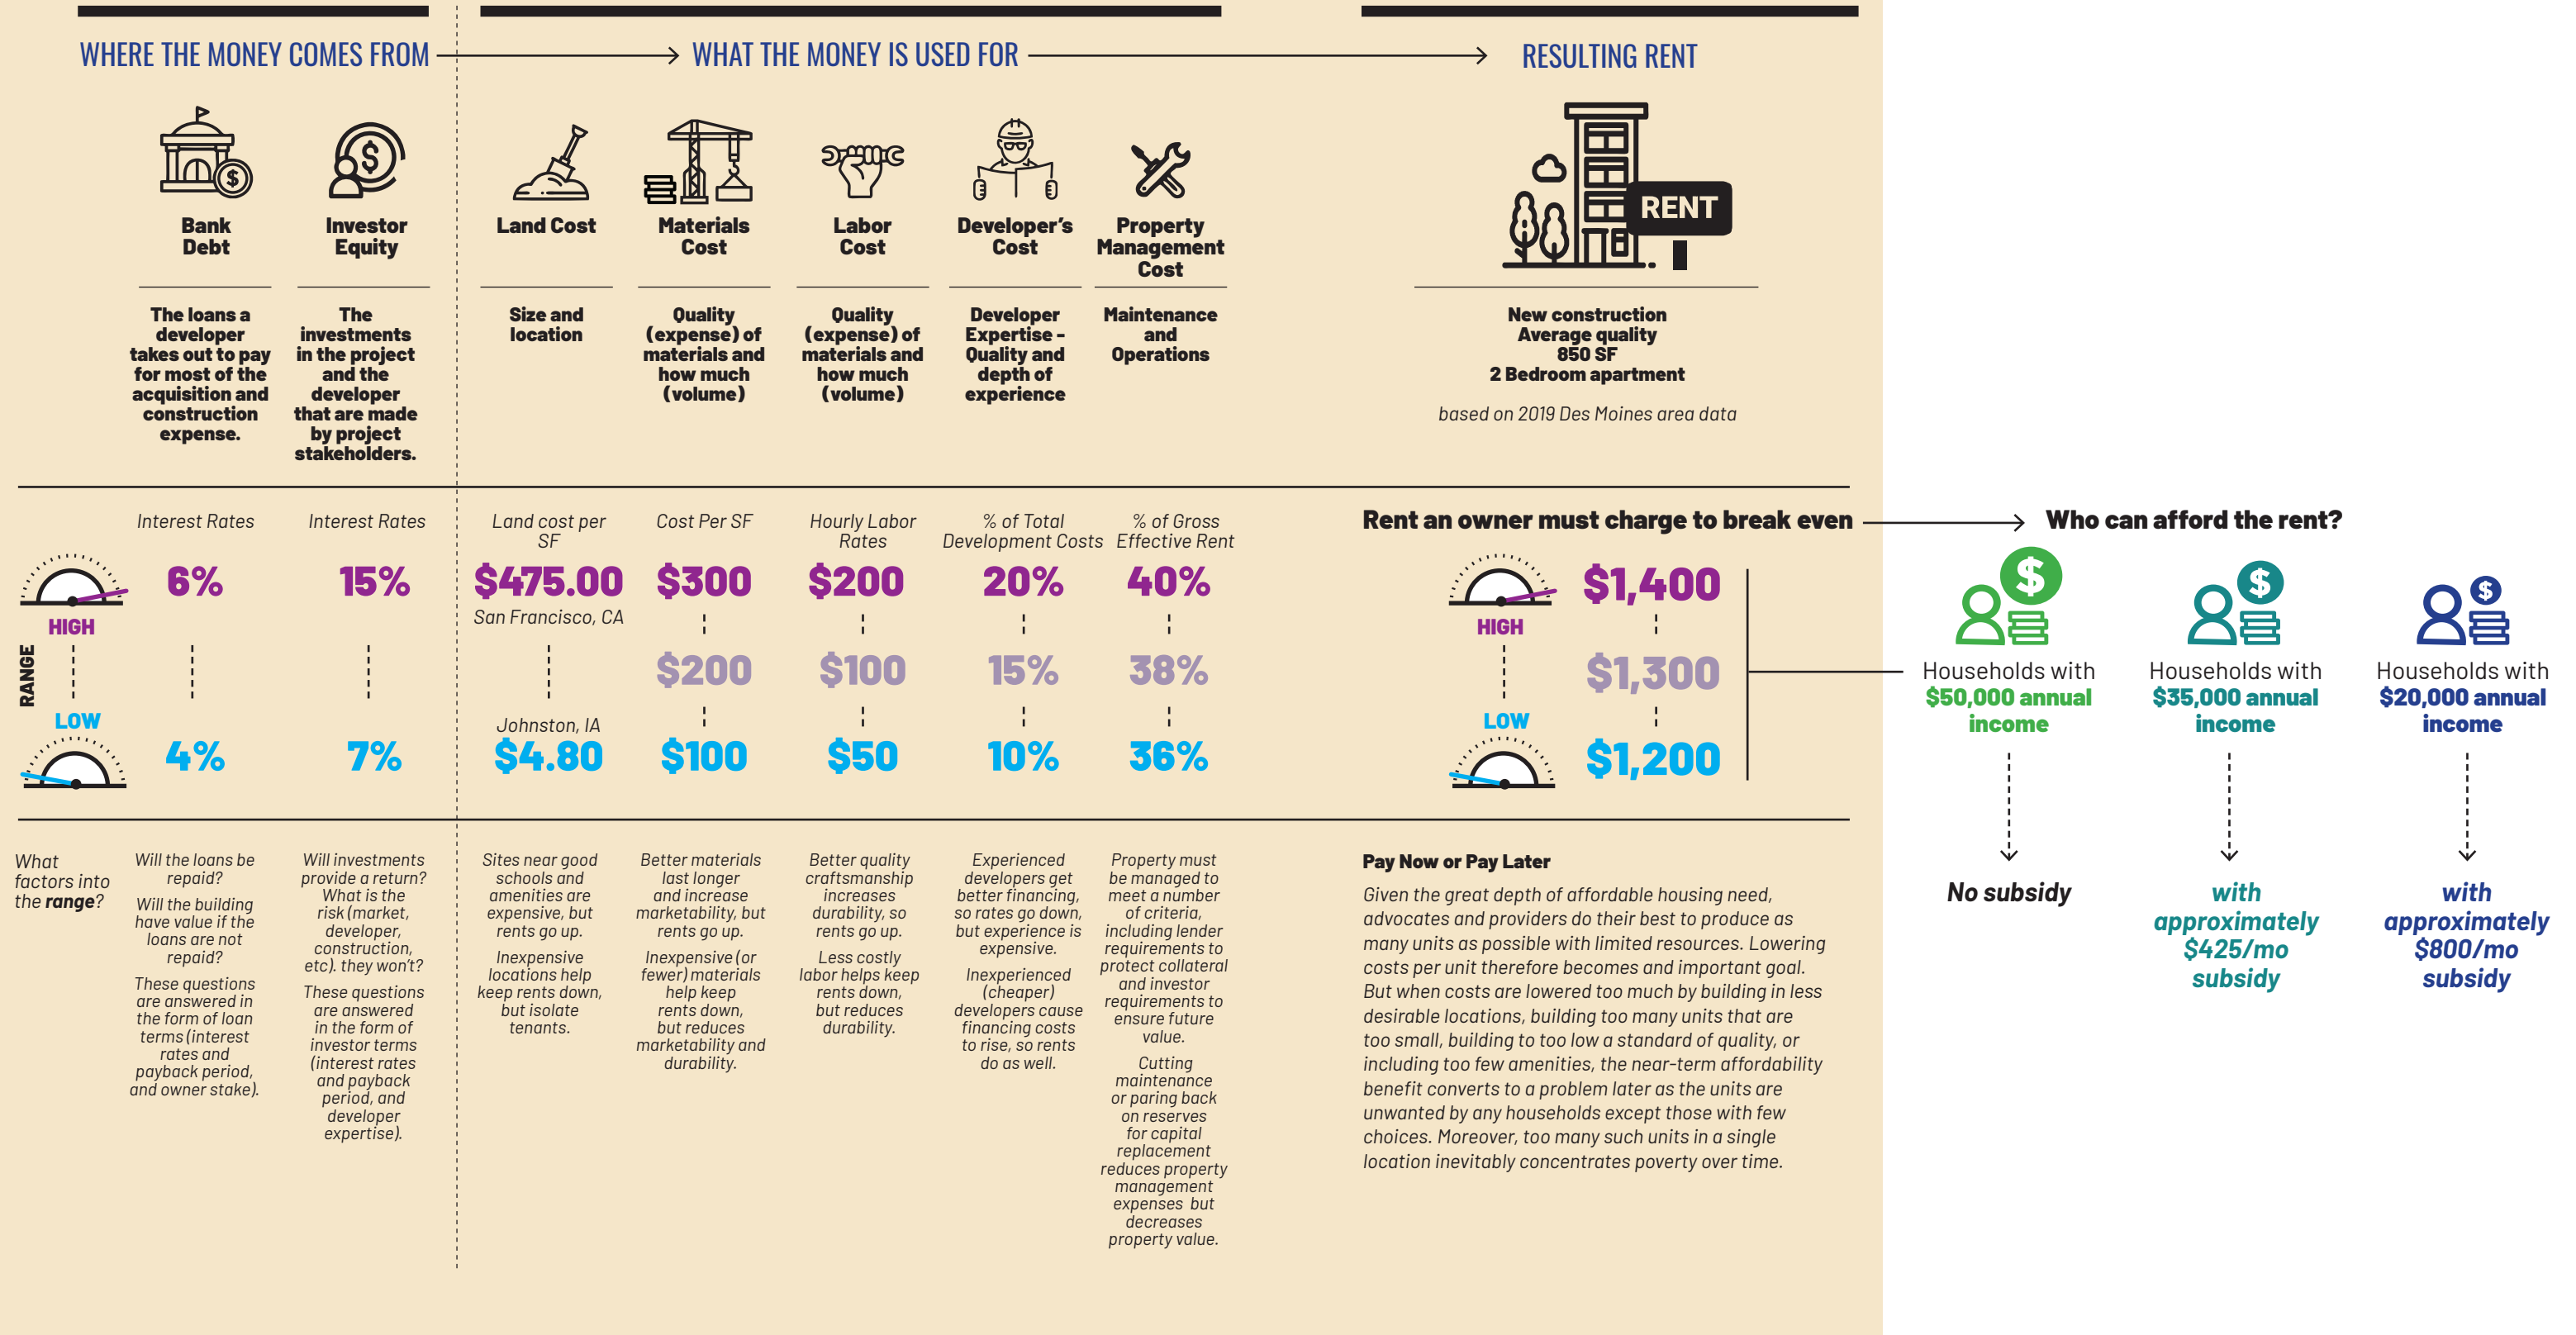 WHERE THE MONEY COMES FROM
WHAT THE MONEY IS USED FOR
RESULTING RENT
Bank
Debt
Investor
Equity
Land Cost
Materials
Cost
Labor
Cost
Developer's
Cost
Property
Management
Cost
RENT
The loans a
developer
takes out to pay
for most of the
acquisition and
construction
expense.
The
investments
in the project
and the
developer
that are made
by project
stakeholders.
Size and
location
Quality
(expense) of
materials and
how much
(volume)
Quality
(expense) of
materials and
how much
(volume)
Developer
Expertise -
Quality and
depth of
experience
Maintenance
and
Operations
New construction
Average quality
850 SF
2 Bedroom apartment
based on 2019 Des Moines area data
RANGE
HIGH
LOW
Interest Rates
6%
4%
Interest Rates
15%
7%
Land cost per
SF
$475.00
San Francisco, CA
Johnston, IA
$4.80
Cost Per SF
$300
$200
$100
Hourly Labor
Rates
$200
$100
$50
% of Total
Development Costs
20%
15%
10%
% of Gross
Effective Rent
40%
38%
36%
Rent an owner must charge to break even
HIGH
LOW
$1,400
$1,300
$1,200
Who can afford the rent?
Households with
$50,000 annual
income
No subsidy
Households with
$35,000 annual
income
with
approximately
$425/mo
subsidy
Households with
$20,000 annual
income
with
approximately
$800/mo
subsidy
What
factors into
the range?
Will the loans be
repaid?
Will the building
have value if the
loans are not
repaid?
These questions
are answered in
the form of loan
terms (interest
rates and
payback period,
and owner stake).
Will investments
provide a return?
What is the
risk (market,
developer,
construction,
etc). they won't?
These questions
are answered
in the form of
investor terms
(interest rates
and payback
period, and
developer
expertise).
Sites near good
schools and
amenities are
expensive, but
rents go up.
Inexpensive
locations help
keep rents down,
but isolate
tenants.
Better materials
last longer
and increase
marketability, but
rents go up.
Inexpensive (or
fewer) materials
help keep
rents down,
but reduces
marketability and
durability.
Better quality
craftsmanship
increases
durability, so
rents go up.
Less costly
labor helps keep
rents down,
but reduces
durability.
Experienced
developers get
better financing,
so rates go down,
but experience is
expensive.
Inexperienced
(cheaper)
developers cause
financing costs
to rise, so rents
do as well.
Property must
be managed to
meet a number
of criteria,
including lender
requirements to
protect collateral
and investor
requirements to
ensure future
value.
Cutting
maintenance
or paring back
on reserves
for capital
replacement
reduces property
management
expenses but
decreases
property value.
Pay Now or Pay Later
Given the great depth of affordable housing need,
advocates and providers do their best to produce as
many units as possible with limited resources. Lowering
costs per unit therefore becomes and important goal.
But when costs are lowered too much by building in less
desirable locations, building too many units that are
too small, building to too low a standard of quality, or
including too few amenities, the near-term affordability
benefit converts to a problem later as the units are
unwanted by any households except those with few
choices. Moreover, too many such units in a single
location inevitably concentrates poverty over time.